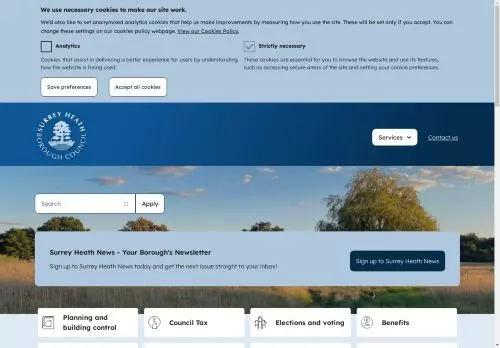 We use necessary cookies to make our site work.
We'd also like to set anonymised analytics cookies that help us make improvements by measuring how you use the site. These will be set only if you accept. You can
change these settings on our cookies policy webpage. View our Cookies Policy.
Analytics
Strictly necessary
Cookies that assist in delivering a better experience for users by understanding
how the website is being used.
These cookies are essential for you to browse the website and use its features,
such as accessing secure areas of the site and setting your cookie preferences.
Save preferences
Accept all cookies
SURREY HEATH
BOROUGH COUNCIL
Services
Contact us
Search
Apply
Surrey Heath News - Your Borough's Newsletter
Sign up to Surrey Heath News today and get the next issue straight to your inbox!
Sign up to Surrey Heath News
Planning and
building control
Council Tax
Elections and voting
Benefits